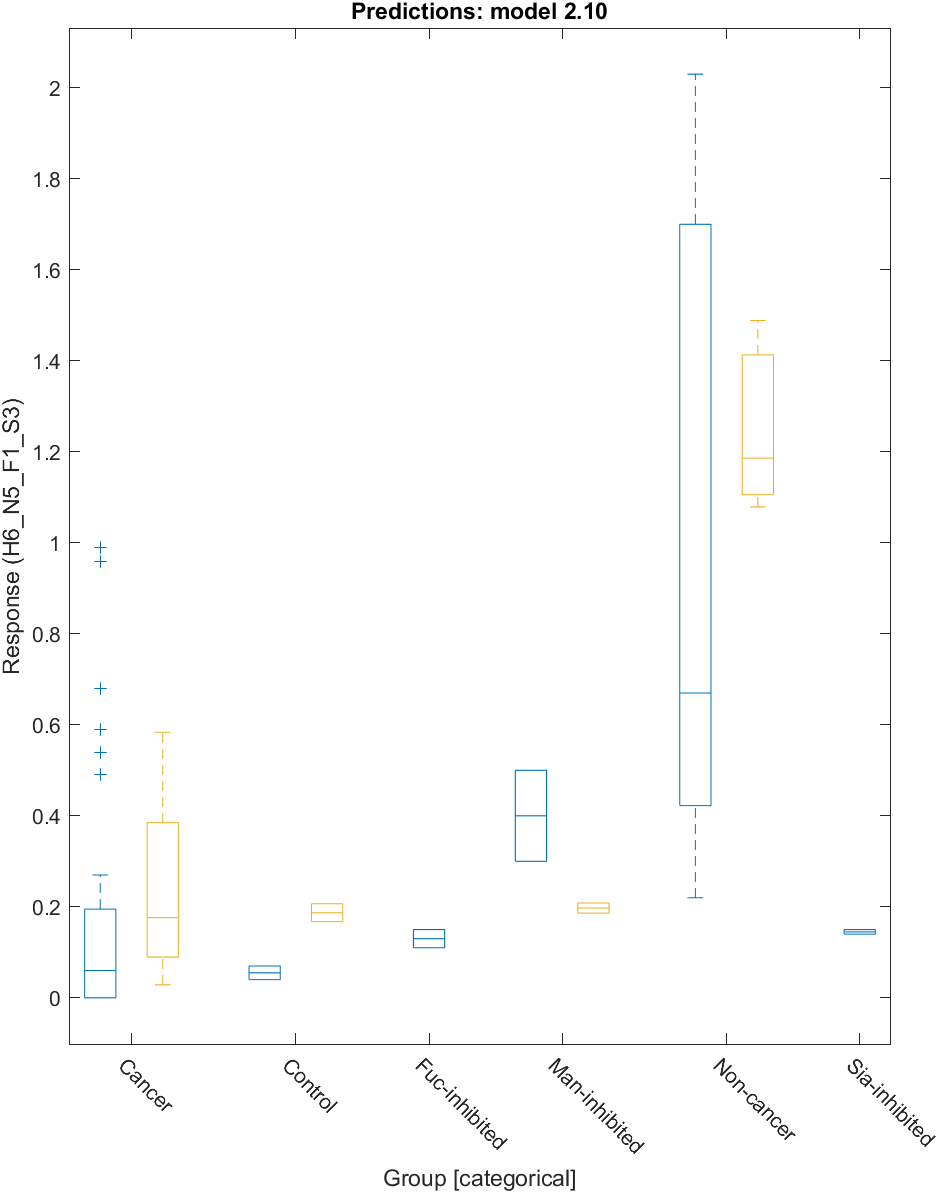 Predictions: model 2.10
Response (H6_N5_F1_S3)
2
1.8
1.6
1.4
1.2
1
0.8
0.6
0.4
0.2
0
Cancer
Control
Fuc-inhibited
Man-inhibited
Non-cancer
Sia-inhibited
Group [categorical]